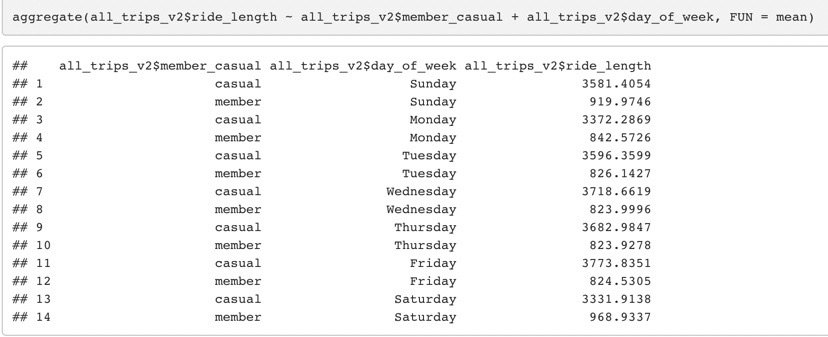 aggregate(all_trips_v2$ride_length ~ all_trips_v2$member_casual + all_trips_v2$day_of_week, FUN = mean)
##    all_trips_v2$member_casual all_trips_v2$day_of_week all_trips_v2$ride_length
## 1                      casual                   Sunday                3581.4054
## 2                      member                   Sunday                 919.9746
## 3                      casual                   Monday                3372.2869
## 4                      member                   Monday                 842.5726
## 5                      casual                  Tuesday                3596.3599
## 6                      member                  Tuesday                 826.1427
## 7                      casual                Wednesday                3718.6619
## 8                      member                Wednesday                 823.9996
## 9                      casual                 Thursday                3682.9847
## 10                     member                 Thursday                 823.9278
## 11                     casual                   Friday                3773.8351
## 12                     member                   Friday                 824.5305
## 13                     casual                 Saturday                3331.9138
## 14                     member                 Saturday                 968.9337